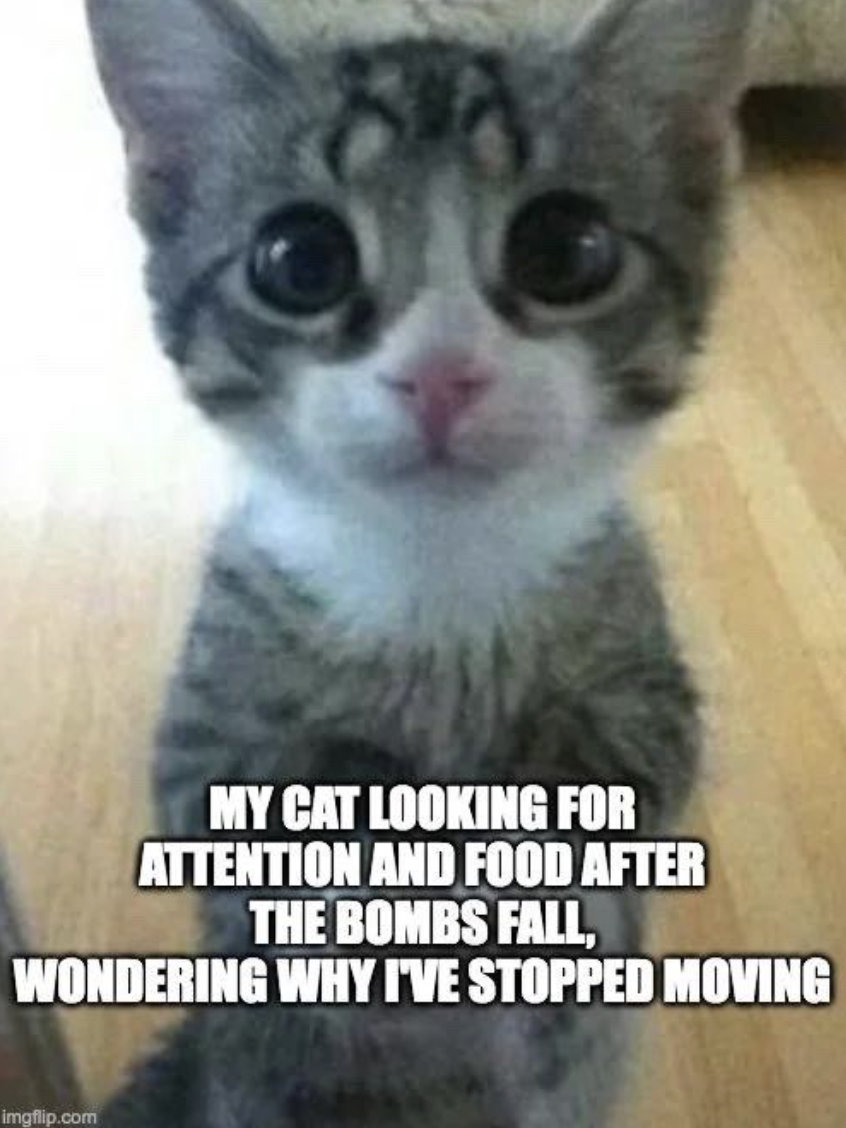 MY CAT LOOKING FOR
ATTENTION AND FOOD AFTER
THE BOMBS FALL,
WONDERING WHY I'VE STOPPED MOVING
imgflip.com